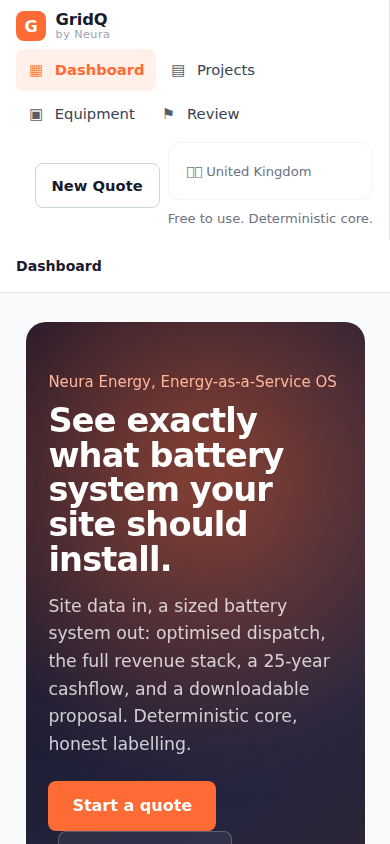 G GridQ
by Neura
Dashboard Projects
Equipment Review
New Quote United Kingdom
Free to use. Deterministic core.
Dashboard
Neura Energy, Energy-as-a-Service OS
See exactly
what battery
system your
site should
install.
Site data in, a sized battery
system out: optimised dispatch,
the full revenue stack, a 25-year
cashflow, and a downloadable
proposal. Deterministic core,
honest labelling.
Start a quote